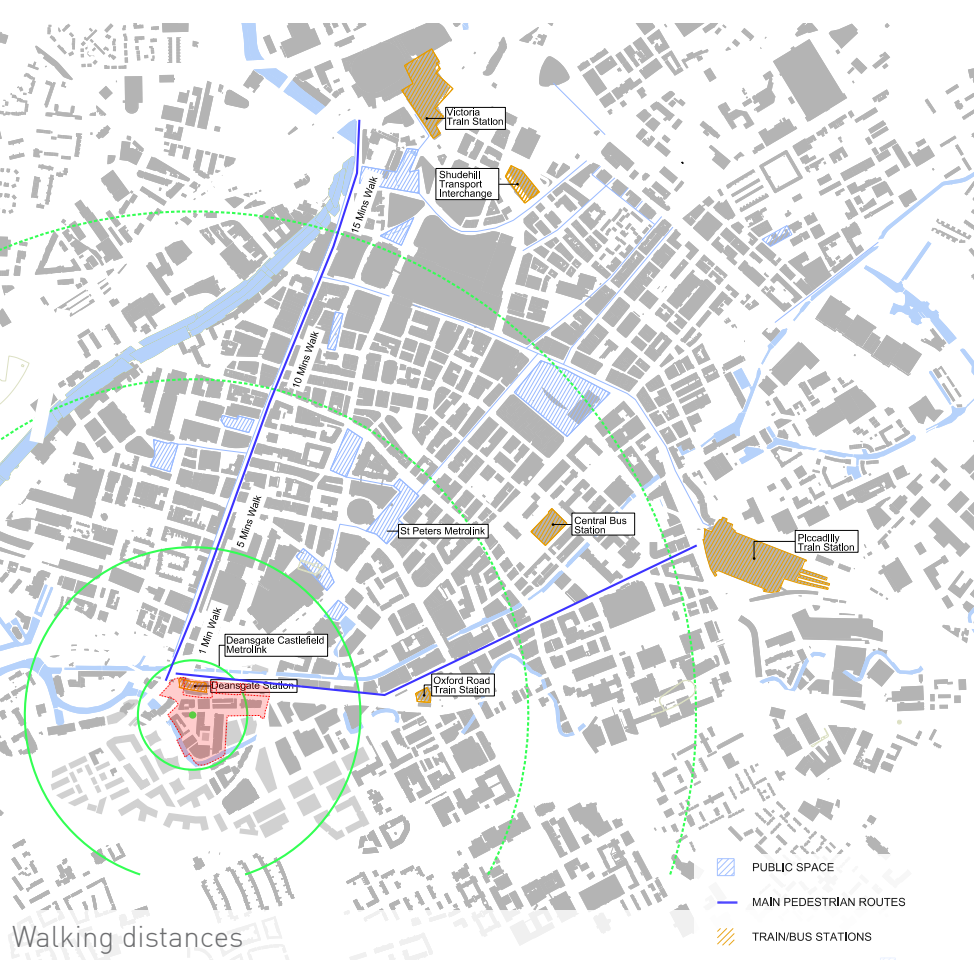 Victoria
Train Station
Shudehill
Transport
Interchange
15 Mins Walk
10 Mins Walk
5 Mins Walk
St Peters Metrolink
Central Bus
Station
Piccadilly
Train Station
1 Min Walk
Deansgate Castlefield
Metrolink
Deansgate Station
Oxford Road
Train Station
PUBLIC SPACE
MAIN PEDESTRIAN ROUTES
TRAIN/BUS STATIONS
Walking distances